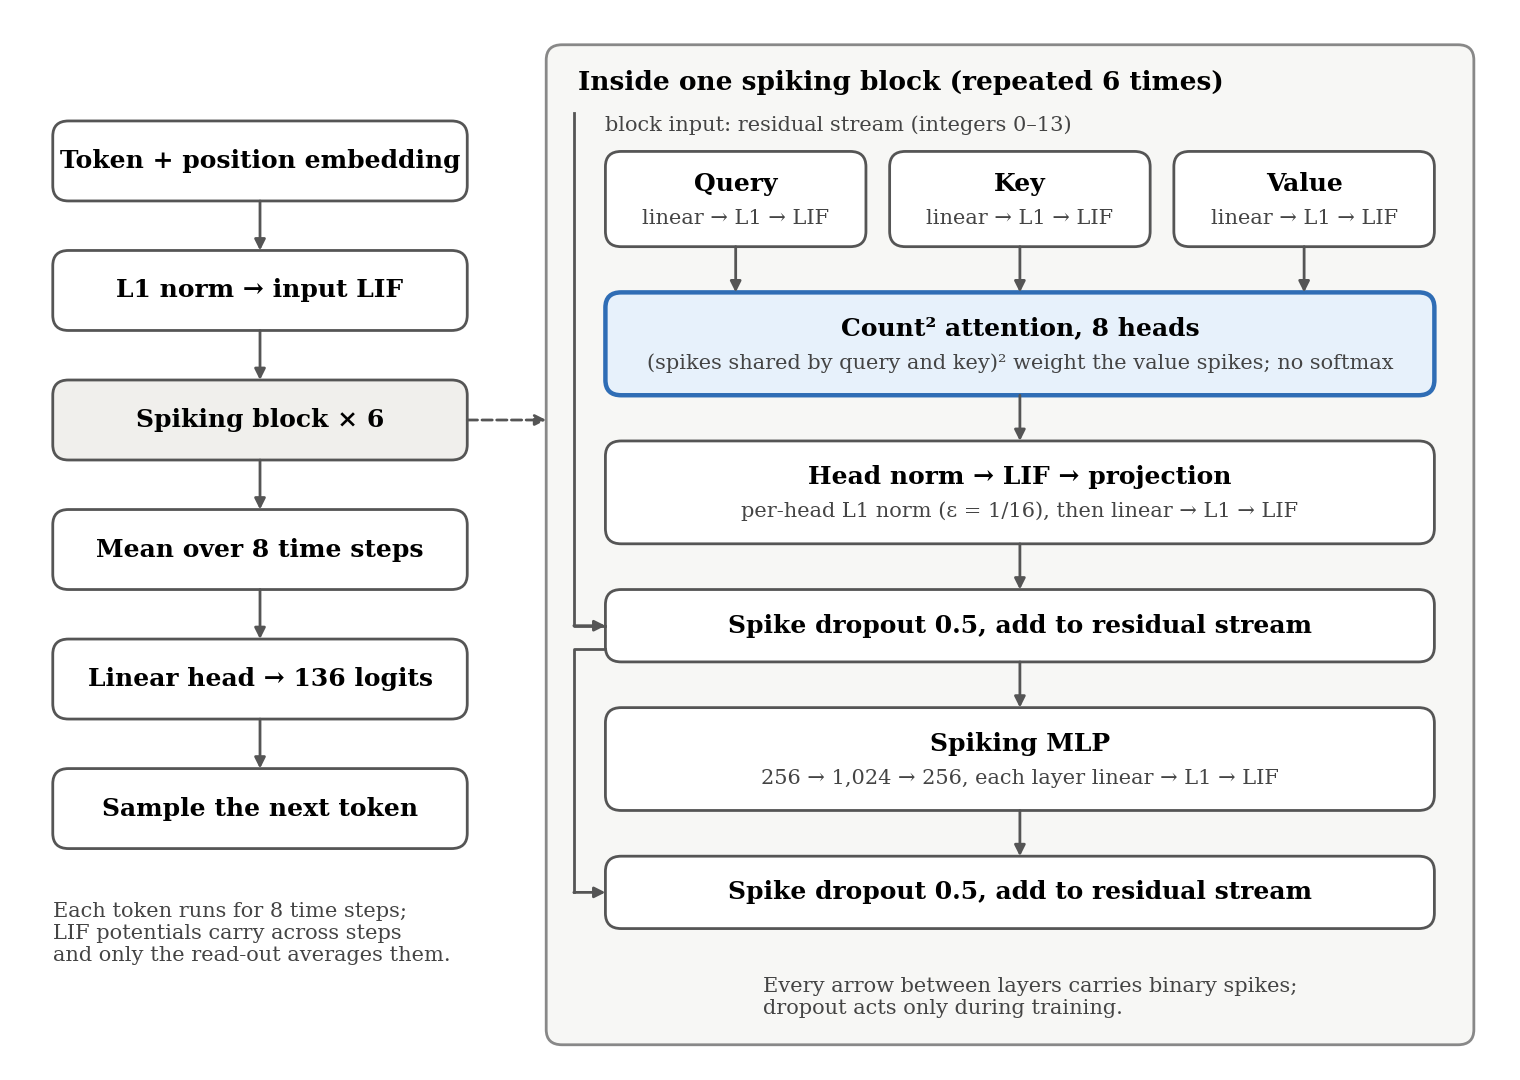 Token + position embedding
L1 norm → input LIF
Spiking block × 6
Mean over 8 time steps
Linear head → 136 logits
Sample the next token
Each token runs for 8 time steps;
LIF potentials carry across steps
and only the read-out averages them.
Inside one spiking block (repeated 6 times)
block input: residual stream (integers 0–13)
Query
linear → L1 → LIF
Key
linear → L1 → LIF
Value
linear → L1 → LIF
Count² attention, 8 heads
(spikes shared by query and key)² weight the value spikes; no softmax
Head norm → LIF → projection
per-head L1 norm (ε = 1/16), then linear → L1 → LIF
Spike dropout 0.5, add to residual stream
Spiking MLP
256 → 1,024 → 256, each layer linear → L1 → LIF
Spike dropout 0.5, add to residual stream
Every arrow between layers carries binary spikes;
dropout acts only during training.